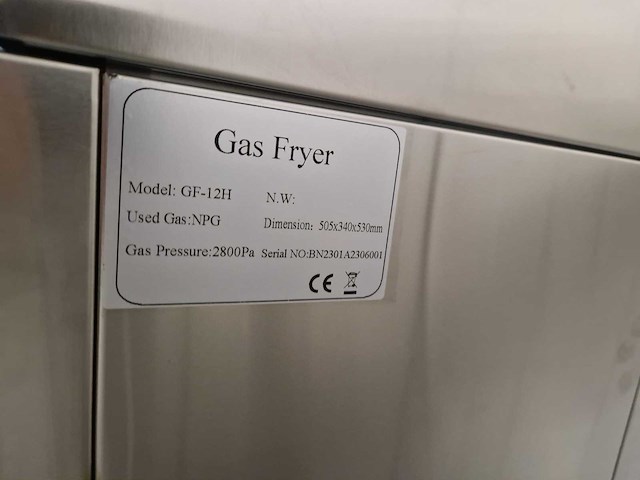 Gas Fryer
Model: GF-12H
N.W:
Used Gas:NPG
Dimension: 505x340x530mm
Gas Pressure:2800Pa
Serial NO:BN2301A2306001
CE